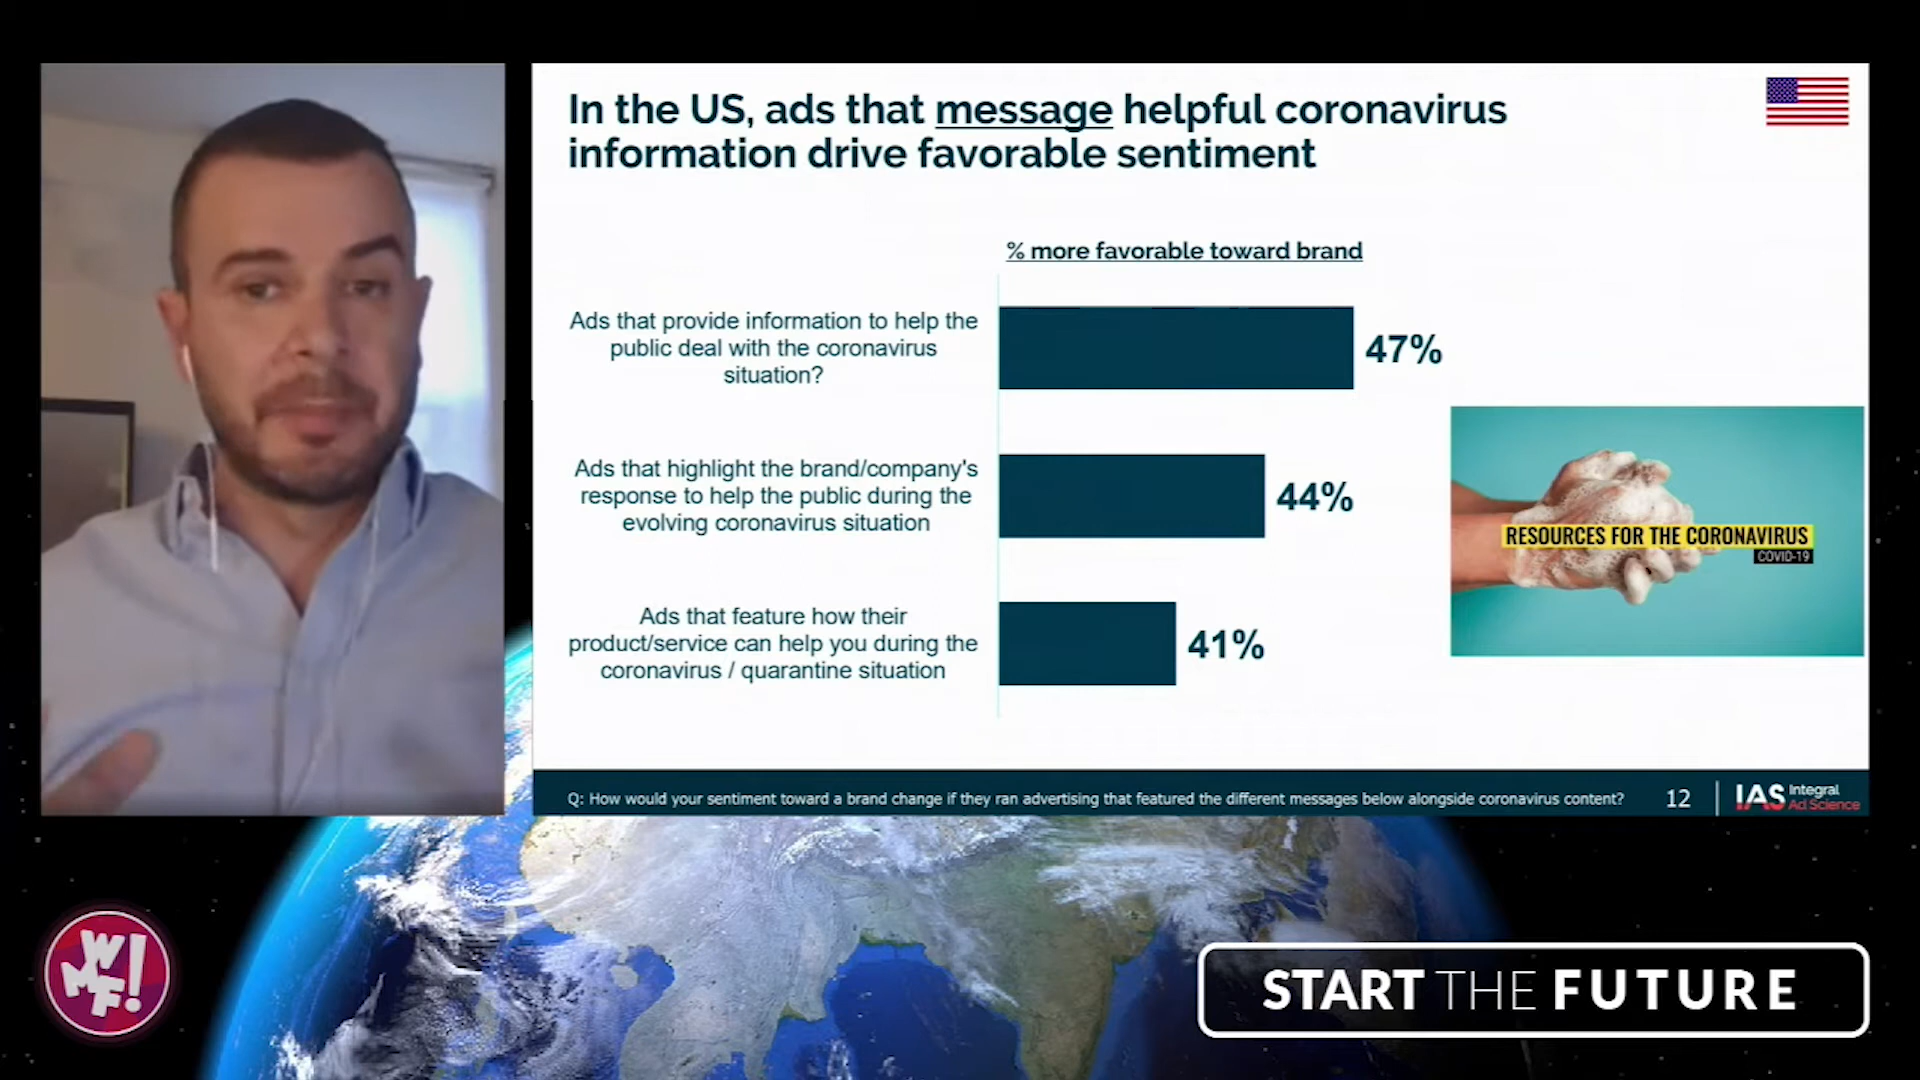 In the US, ads that message helpful coronavirus
information drive favorable sentiment
% more favorable toward brand
Ads that provide information to help the
public deal with the coronavirus
situation?
47%
Ads that highlight the brand/company's
response to help the public during the
evolving coronavirus situation
44%
Ads that feature how their
product/service can help you during the
coronavirus / quarantine situation
41%
RESOURCES FOR THE CORONAVIRUS
COVID-19
Q: How would your sentiment toward a brand change if they ran advertising that featured the different messages below alongside coronavirus content?
12
IAS Integral
Ad Science
WMF!
START THE FUTURE